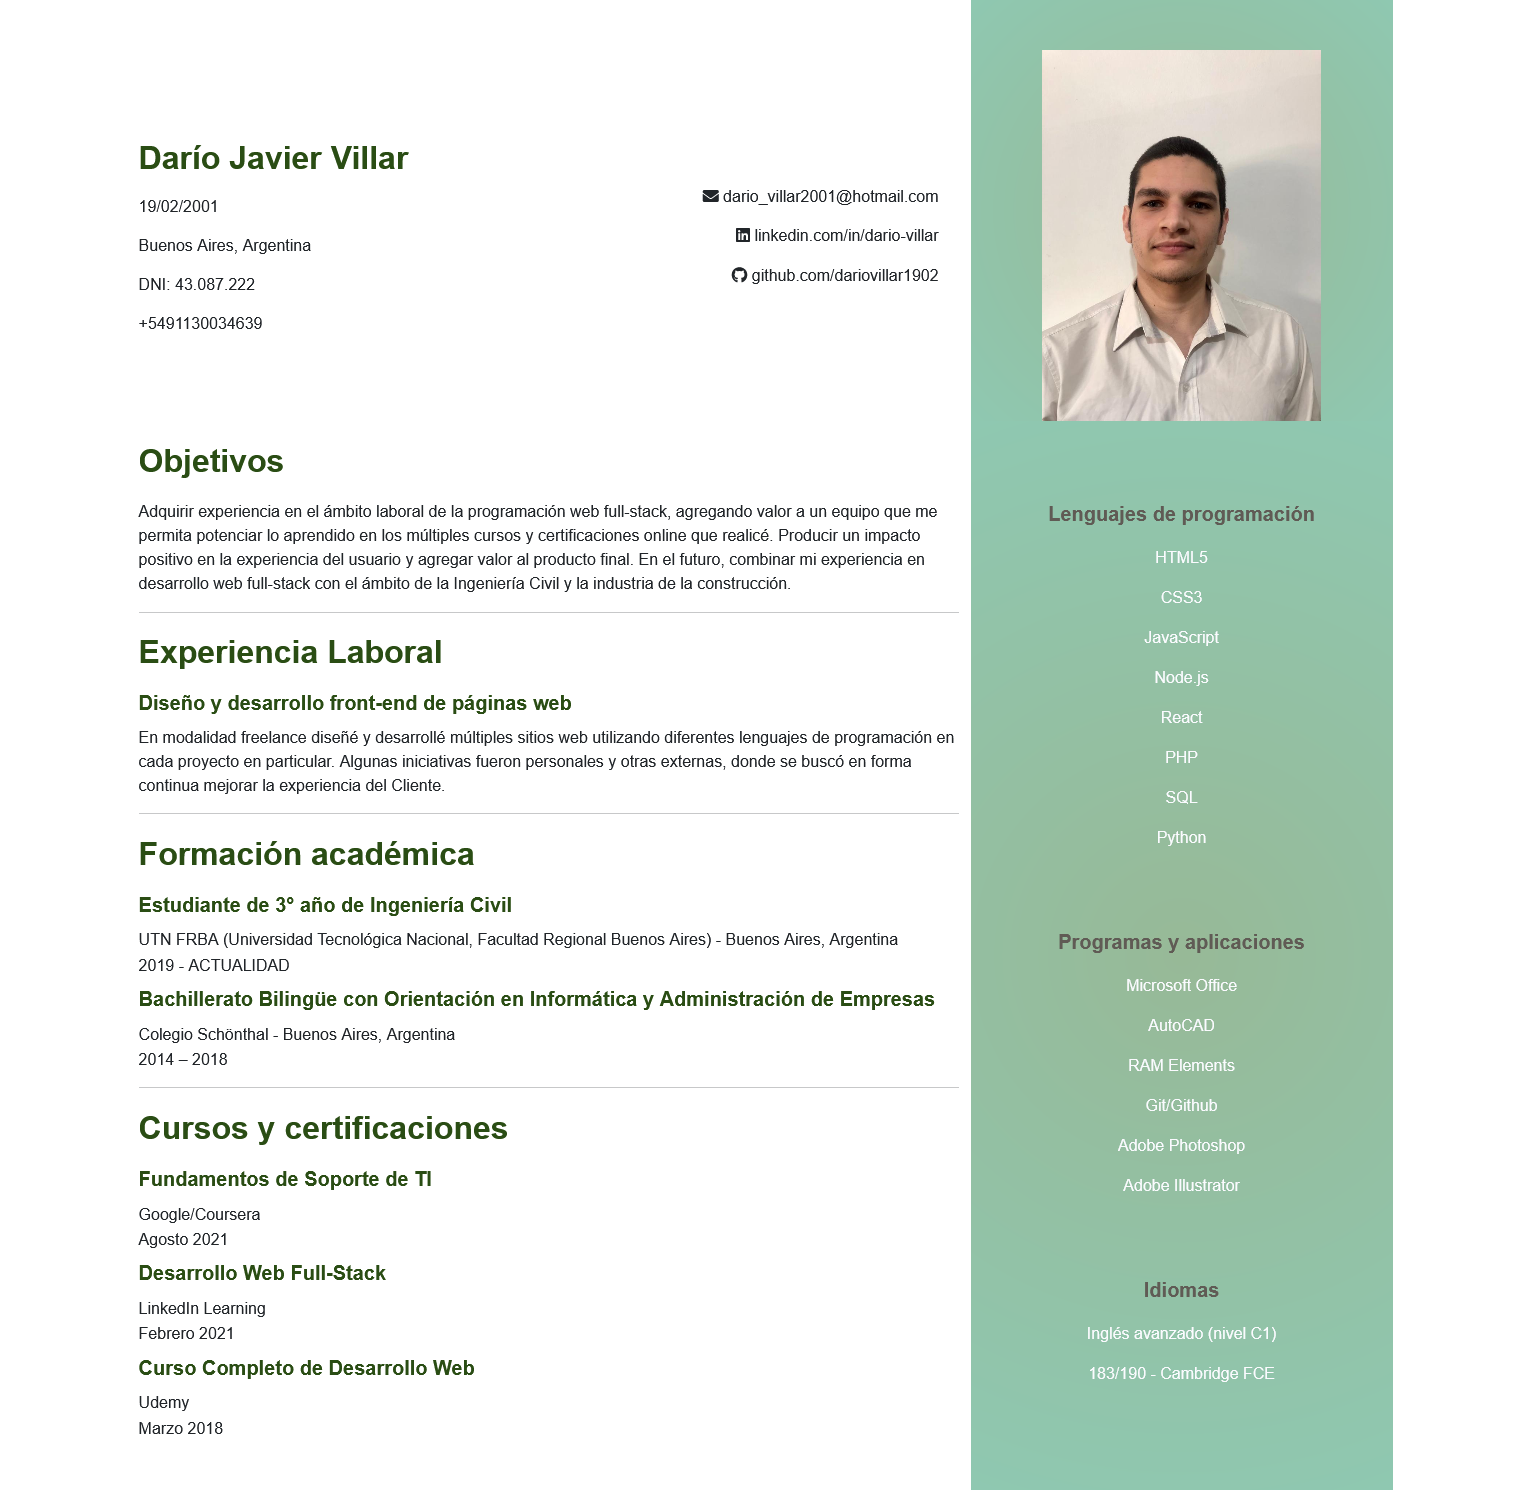 Darío Javier Villar
19/02/2001
Buenos Aires, Argentina
DNI: 43.087.222
+5491130034639
dario_villar2001@hotmail.com
linkedin.com/in/dario-villar
github.com/dariovillar1902
Objetivos
Adquirir experiencia en el ámbito laboral de la programación web full-stack, agregando valor a un equipo que me
permita potenciar lo aprendido en los múltiples cursos y certificaciones online que realicé. Producir un impacto
positivo en la experiencia del usuario y agregar valor al producto final. En el futuro, combinar mi experiencia en
desarrollo web full-stack con el ámbito de la Ingeniería Civil y la industria de la construcción.
Experiencia Laboral
Diseño y desarrollo front-end de páginas web
En modalidad freelance diseñé y desarrollé múltiples sitios web utilizando diferentes lenguajes de programación en
cada proyecto en particular. Algunas iniciativas fueron personales y otras externas, donde se buscó en forma
continua mejorar la experiencia del Cliente.
Formación académica
Estudiante de 3º año de Ingeniería Civil
UTN FRBA (Universidad Tecnológica Nacional, Facultad Regional Buenos Aires) - Buenos Aires, Argentina
2019 - ACTUALIDAD
Bachillerato Bilingüe con Orientación en Informática y Administración de Empresas
Colegio Schönthal - Buenos Aires, Argentina
2014 – 2018
Cursos y certificaciones
Fundamentos de Soporte de TI
Google/Coursera
Agosto 2021
Desarrollo Web Full-Stack
LinkedIn Learning
Febrero 2021
Curso Completo de Desarrollo Web
Udemy
Marzo 2018
Lenguajes de programación
HTML5
CSS3
JavaScript
Node.js
React
PHP
SQL
Python
Programas y aplicaciones
Microsoft Office
AutoCAD
RAM Elements
Git/Github
Adobe Photoshop
Adobe Illustrator
Idiomas
Inglés avanzado (nivel C1)
183/190 - Cambridge FCE